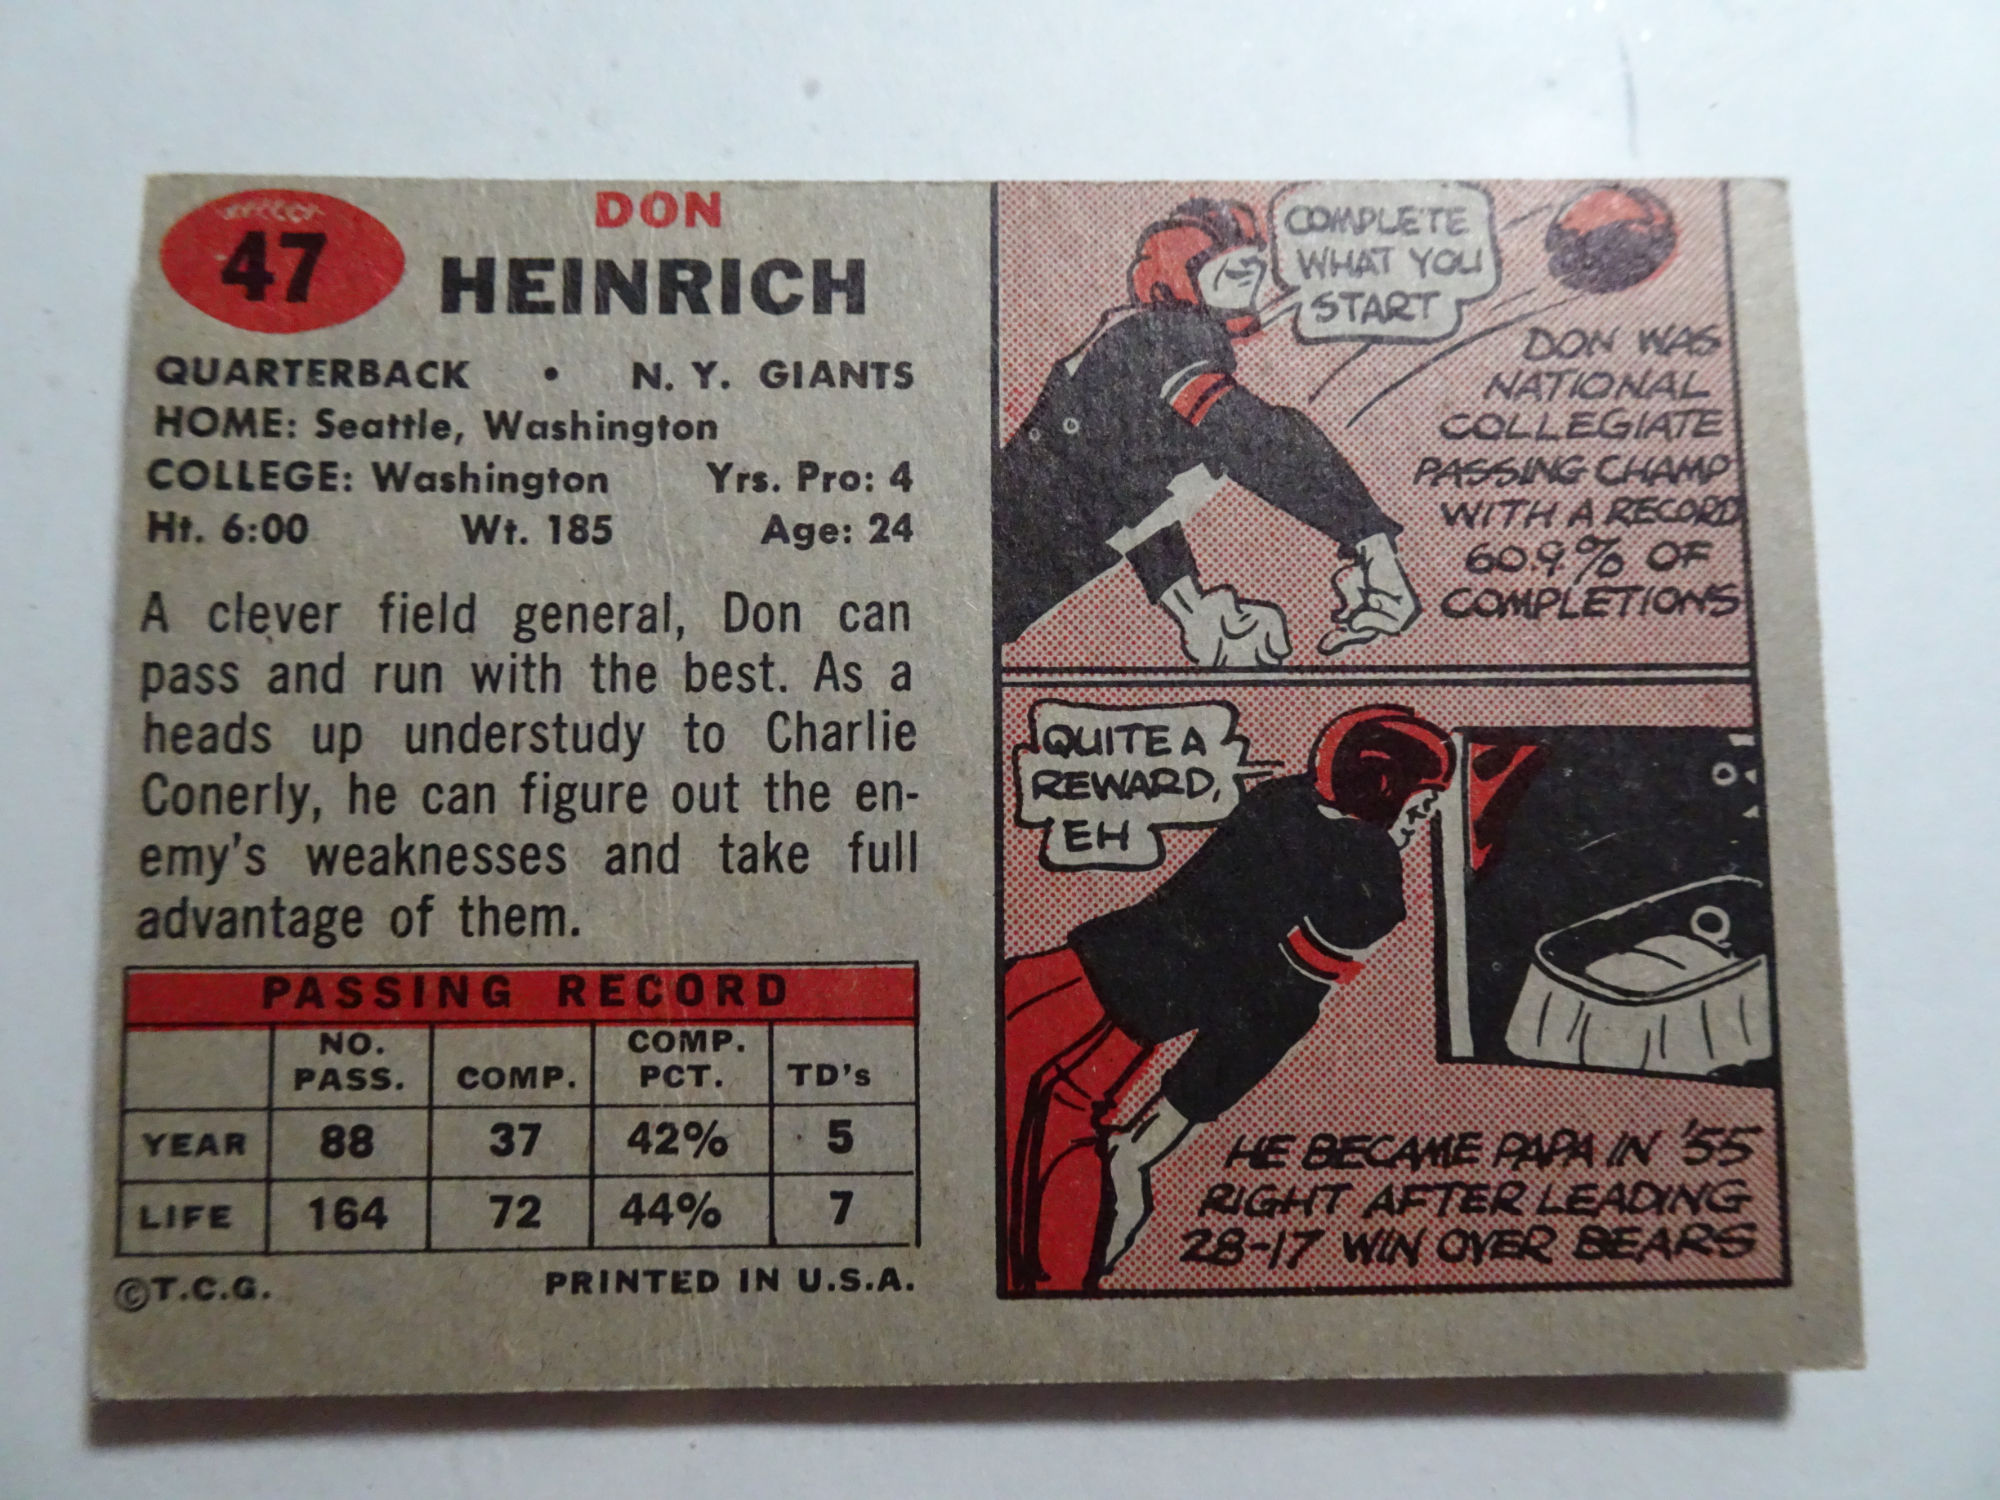 47
DON
HEINRICH
QUARTERBACK • N. Y. GIANTS
HOME: Seattle, Washington
COLLEGE: Washington Yrs. Pro: 4
Ht. 6:00 Wt. 185 Age: 24
A clever field general, Don can
pass and run with the best. As a
heads up understudy to Charlie
Conerly, he can figure out the en-
emy's weaknesses and take full
advantage of them.
PASSING RECORD
NO. PASS. COMP. COMP. PCT. TD's
YEAR 88 37 42% 5
LIFE 164 72 44% 7
©T.C.G. PRINTED IN U.S.A.
COMPLETE
WHAT YOU
START
DON WAS
NATIONAL
COLLEGIATE
PASSING CHAMP
WITH A RECORD
60.9% OF
COMPLETIONS
QUITE A
REWARD,
EH
HE BECAME PAPA IN '55
RIGHT AFTER LEADING
28-17 WIN OVER BEARS